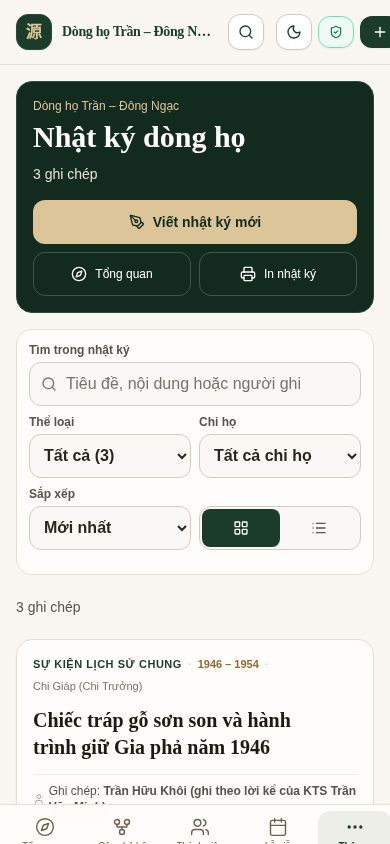 源
Dòng họ Trần – Đông N…
Dòng họ Trần – Đông Ngạc
Nhật ký dòng họ
3 ghi chép
Viết nhật ký mới
Tổng quan
In nhật ký
Tìm trong nhật ký
Tiêu đề, nội dung hoặc người ghi
Thể loại
Chi họ
Tất cả (3)
Tất cả chi họ
Sắp xếp
Mới nhất
3 ghi chép
SỰ KIỆN LỊCH SỬ CHUNG · 1946 – 1954 ·
Chi Giáp (Chi Trưởng)
Chiếc tráp gỗ sơn son và hành
trình giữ Gia phả năm 1946
Ghi chép: Trần Hữu Khôi (ghi theo lời kể của KTS Trần